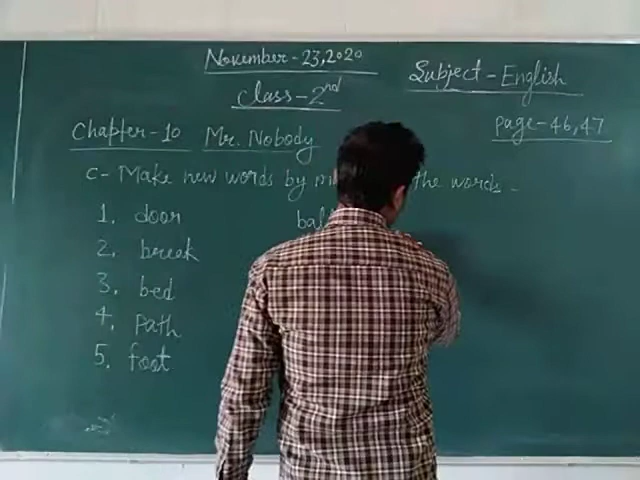 November-23,2020
Subject-English
Class-2nd
Page-46,47
Chapter-10 Mr. Nobody
C- Make new words by the words-
1. door ball
2. break
3. bed
4. path
5. foot